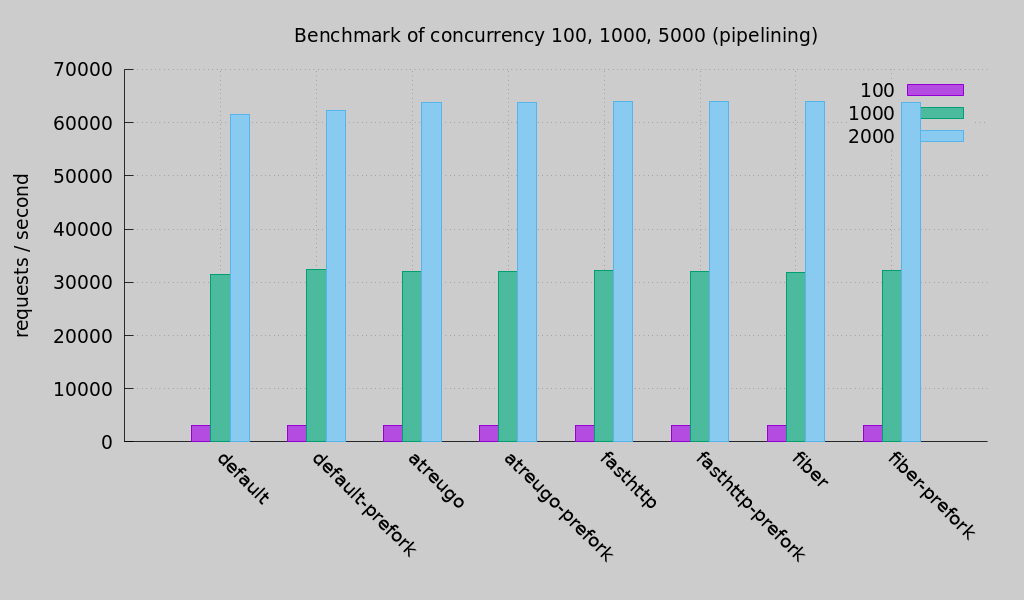 Benchmark of concurrency 100, 1000, 5000 (pipelining)
70000
60000
50000
40000
30000
20000
10000
0
requests / second
100
1000
2000
default
default-prefork
atreugo
atreugo-prefork
fasthttp
fasthttp-prefork
fiber
fiber-prefork